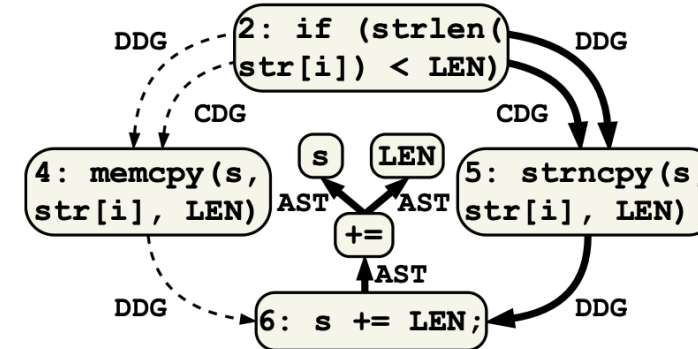 2: if (strlen(
str[i]) < LEN)
DDG
DDG
CDG
CDG
s
LEN
4: memcpy(s,
str[i], LEN)
5: strncpy(s
str[i], LEN)
AST
AST
+=
AST
DDG
DDG
6: s += LEN;